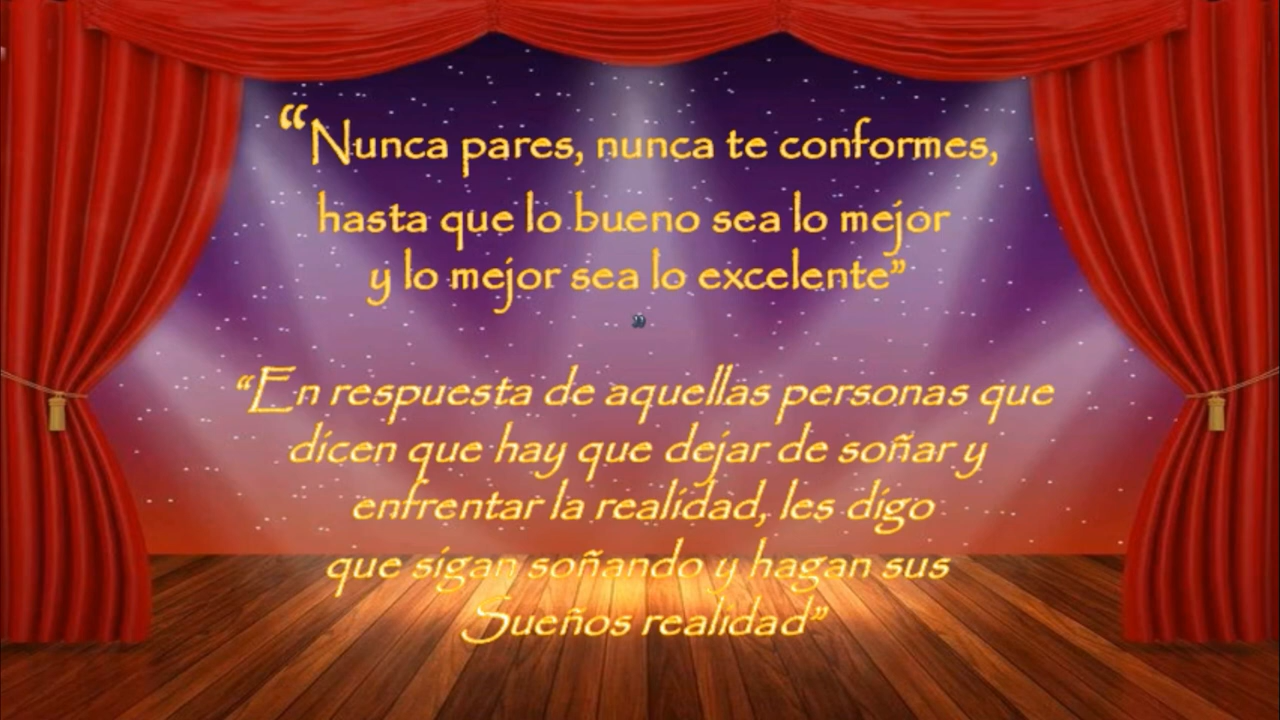 “Nunca pares, nunca te conformes,
hasta que lo bueno sea lo mejor
y lo mejor sea lo excelente”
”
“En respuesta de aquellas personas que
dicen que hay que dejar de soñar y
enfrentar la realidad, les digo
que sigan soñando y hagan sus
Sueños realidad”